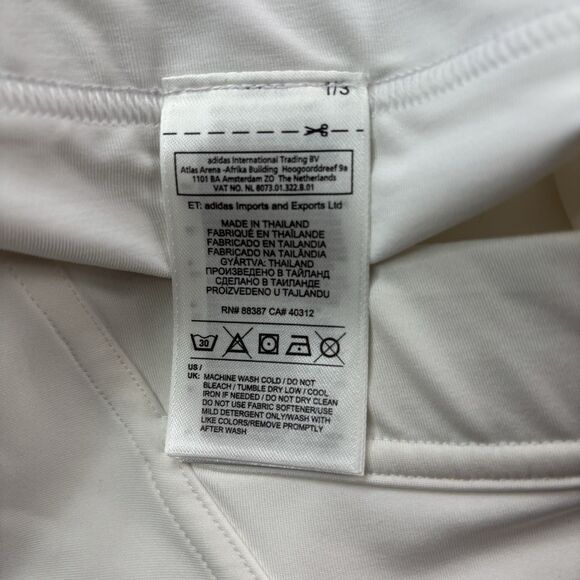 1/3
adidas International Trading BV
Atlas Arena -Afrika Building Hoogoorddreef 9a
1101 BA Amsterdam ZO The Netherlands
VAT NO. NL 8073.01.322.B.01
ET: adidas Imports and Exports Ltd
MADE IN THAILAND
FABRIQUÉ EN THAÏLANDE
FABRICADO EN TAILANDIA
FABRICADO NA TAILÂNDIA
GYÁRTVA: THAILAND
ПРОИЗВЕДЕНО В ТАЙЛАНД
СДЕЛАНО В ТАИЛАНДЕ
PROIZVEDENO U TAJLANDU
RN# 88387 CA# 40312
30
US /
UK: MACHINE WASH COLD / DO NOT
BLEACH / TUMBLE DRY LOW / COOL
IRON IF NEEDED / DO NOT DRY CLEAN
DO NOT USE FABRIC SOFTENER/USE
MILD DETERGENT ONLY/WASH WITH
LIKE COLORS/REMOVE PROMPTLY
AFTER WASH